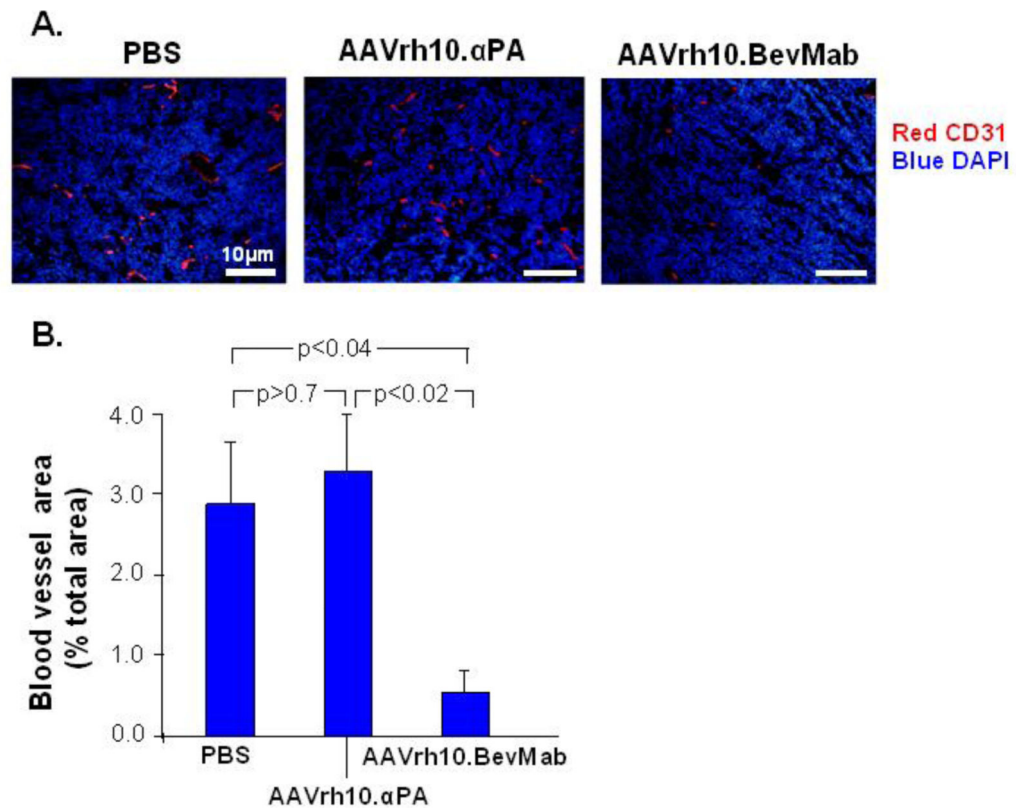 A.
PBS
AAVrh10.αPA
AAVrh10.BevMab
Red CD31
Blue DAPI
10µm
B.
p<0.04
p>0.7
p<0.02
4.0
3.0
2.0
1.0
0.0
Blood vessel area
(% total area)
PBS
AAVrh10.BevMab
AAVrh10.αPA